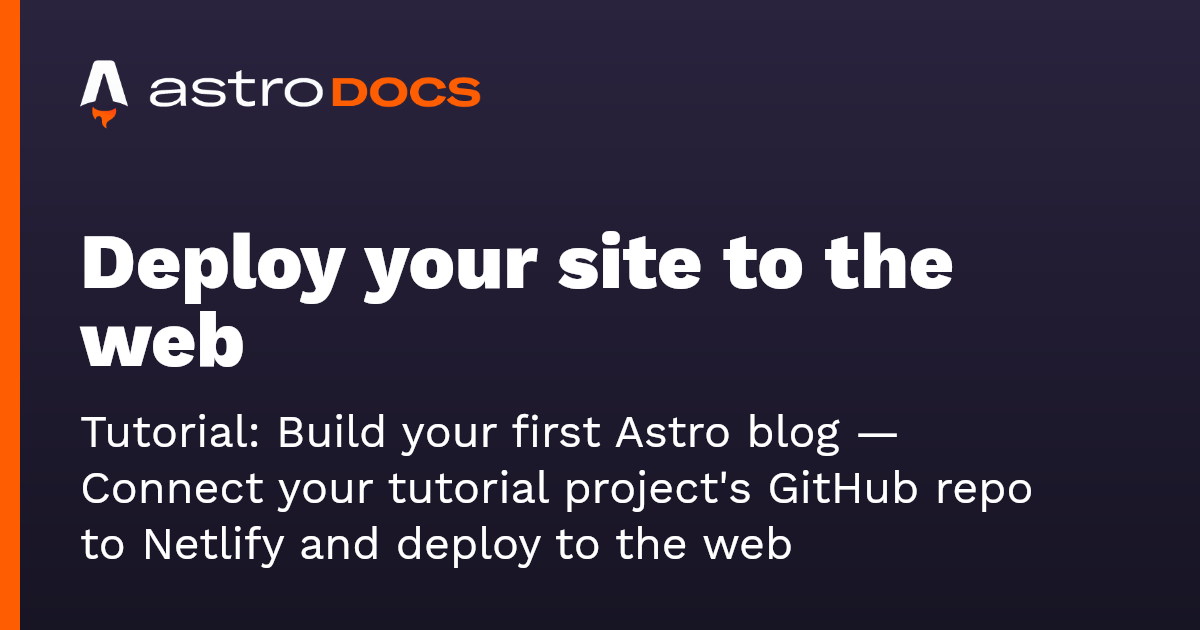 astro DOCS
Deploy your site to the
web
Tutorial: Build your first Astro blog —
Connect your tutorial project's GitHub repo
to Netlify and deploy to the web